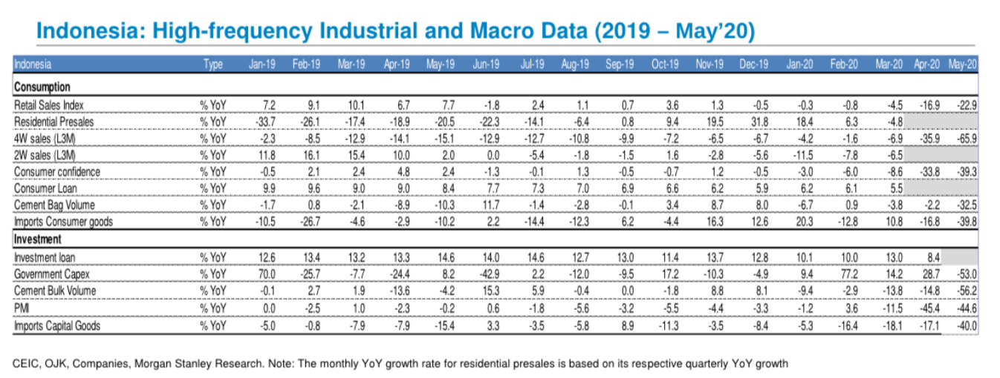 Indonesia: High-frequency Industrial and Macro Data (2019 – May'20)
Indonesia Type Jan-19 Feb-19 Mar-19 Apr-19 May-19 Jun-19 Jul-19 Aug-19 Sep-19 Oct-19 Nov-19 Dec-19 Jan-20 Feb-20 Mar-20 Apr-20 May-20
Consumption
Retail Sales Index % YoY 7.2 9.1 10.1 6.7 7.7 -1.8 2.4 1.1 0.7 3.6 1.3 -0.5 -0.3 -0.8 -4.5 -16.9 -22.9
Residential Presales % YoY -33.7 -26.1 -17.4 -18.9 -20.5 -22.3 -14.1 -6.4 0.8 9.4 19.5 31.8 18.4 6.3 -4.8
4W sales (L3M) % YoY -2.3 -8.5 -12.9 -14.1 -15.1 -12.9 -12.7 -10.8 -9.9 -7.2 -6.5 -6.7 -4.2 -1.6 -6.9 -35.9 -65.9
2W sales (L3M) % YoY 11.8 16.1 15.4 10.0 2.0 0.0 -5.4 -1.8 -1.5 1.6 -2.8 -5.6 -11.5 -7.8 -6.5
Consumer confidence % YoY -0.5 2.1 2.4 4.8 2.4 -1.3 -0.1 1.3 -0.5 -0.7 1.2 -0.5 -3.0 -6.0 -8.6 -33.8 -39.3
Consumer Loan % YoY 9.9 9.6 9.0 9.0 8.4 7.7 7.3 7.0 6.9 6.6 6.2 5.9 6.2 6.1 5.5
Cement Bag Volume % YoY -1.7 0.8 -2.1 -8.9 -10.3 11.7 -1.4 -2.8 -0.1 3.4 8.7 8.0 -6.7 0.9 -3.8 -2.2 -32.5
Imports Consumer goods % YoY -10.5 -26.7 -4.6 -2.9 -10.2 2.2 -14.4 -12.3 6.2 -4.4 16.3 12.6 20.3 -12.8 10.8 -16.8 -39.8
Investment
Investment loan % YoY 12.6 13.4 13.2 13.3 14.6 14.0 14.6 12.7 13.0 11.4 13.7 12.8 10.1 10.0 13.0 8.4
Government Capex % YoY 70.0 -25.7 -7.7 -24.4 8.2 -42.9 2.2 -12.0 -9.5 17.2 -10.3 -4.9 9.4 77.2 14.2 28.7 -53.0
Cement Bulk Volume % YoY -0.1 2.7 1.9 -13.6 -4.2 15.3 5.9 -0.4 0.0 -1.8 8.8 8.1 -9.4 -2.9 -13.8 -14.8 -56.2
PMI % YoY 0.0 -2.5 1.0 -2.3 -0.2 0.6 -1.8 -5.6 -3.2 -5.5 -4.4 -3.3 -1.2 3.6 -11.5 -45.4 -44.6
Imports Capital Goods % YoY -5.0 -0.8 -7.9 -7.9 -15.4 3.3 -3.5 -5.8 8.9 -11.3 -3.5 -8.4 -5.3 -16.4 -18.1 -17.1 -40.0
CEIC, OJK, Companies, Morgan Stanley Research. Note: The monthly YoY growth rate for residential presales is based on its respective quarterly YoY growth